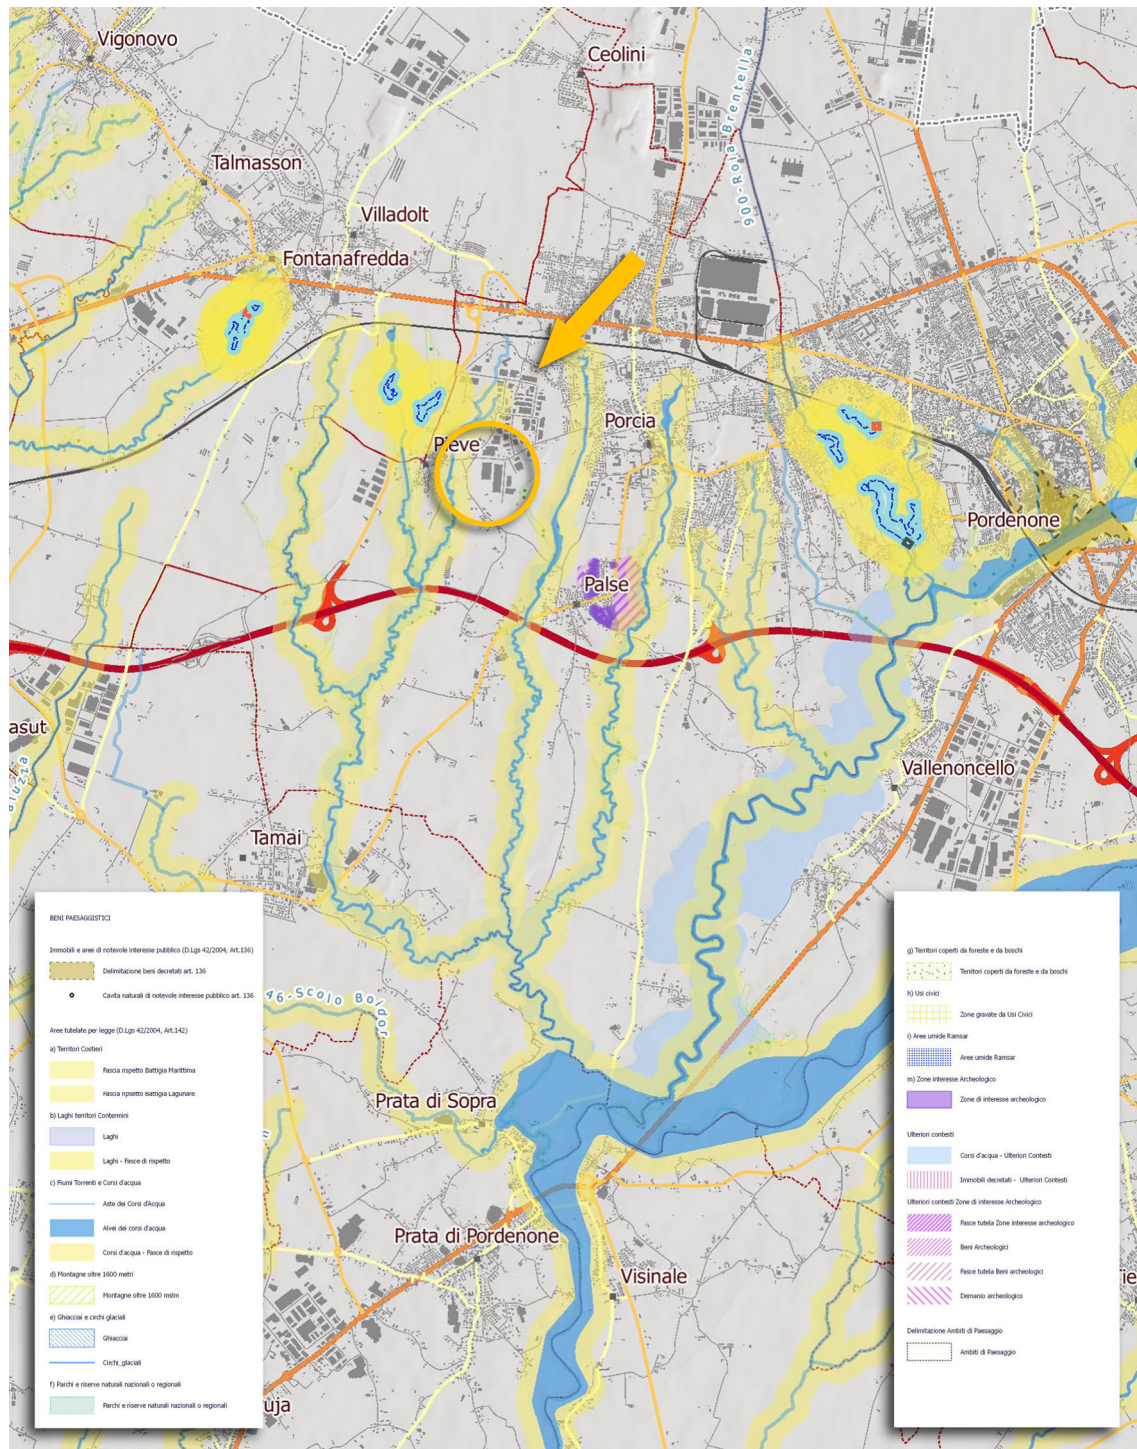 Vigonovo
Ceolini
900-Roia Brentella
Talmasson
Villadolt
Fontanafredda
Porcia
Pieve
Pordenone
Palse
asut
aluzza
Vallenoncello
Tamai
46-Scolo Boidor
Prata di Sopra
Prata di Pordenone
Visinale
uja
BENI PAESAGGISTICI
Immobili e aree di notevole interesse pubblico (D.Lgs 42/2004, Art.136)
Delimitazione beni decretati art. 136
Cavita naturali di notevole interesse pubblico art. 136
Aree tutelate per legge (D.Lgs 42/2004, Art.142)
a) Territori Costieri
Fascia rispetto Battigia Marittima
Fascia ripsetto Battigia Lagunare
b) Laghi territori Contermini
Laghi
Laghi - Fasce di rispetto
c) Fiumi Torrenti e Corsi d'acqua
Aste dei Corsi d'Acqua
Alvei dei corsi d'acqua
Corsi d'acqua - Fasce di rispetto
d) Montagne oltre 1600 metri
Montagne oltre 1600 mslm
e) Ghiacciai e circhi glaciali
Ghiacciai
Circhi_glaciali
f) Parchi e riserve naturali nazionali o regionali
Parchi e riserve naturali nazionali o regionali
g) Territori coperti da foreste e da boschi
Territori coperti da foreste e da boschi
h) Usi civici
Zone gravate da Usi Civici
i) Aree umide Ramsar
Aree umide Ramsar
m) Zone interesse Archeologico
Zone di interesse archeologico
Ulteriori contesti
Corsi d'acqua - Ulteriori Contesti
Immobili decretati - Ulteriori Contesti
Ulteriori contesti Zone di interesse Archeologico
Fasce tutela Zone interesse archeologico
Beni Archeologici
Fasce tutela Beni archeologici
Demanio archeologico
Delimitazione Ambiti di Paesaggio
Ambiti di Paesaggio